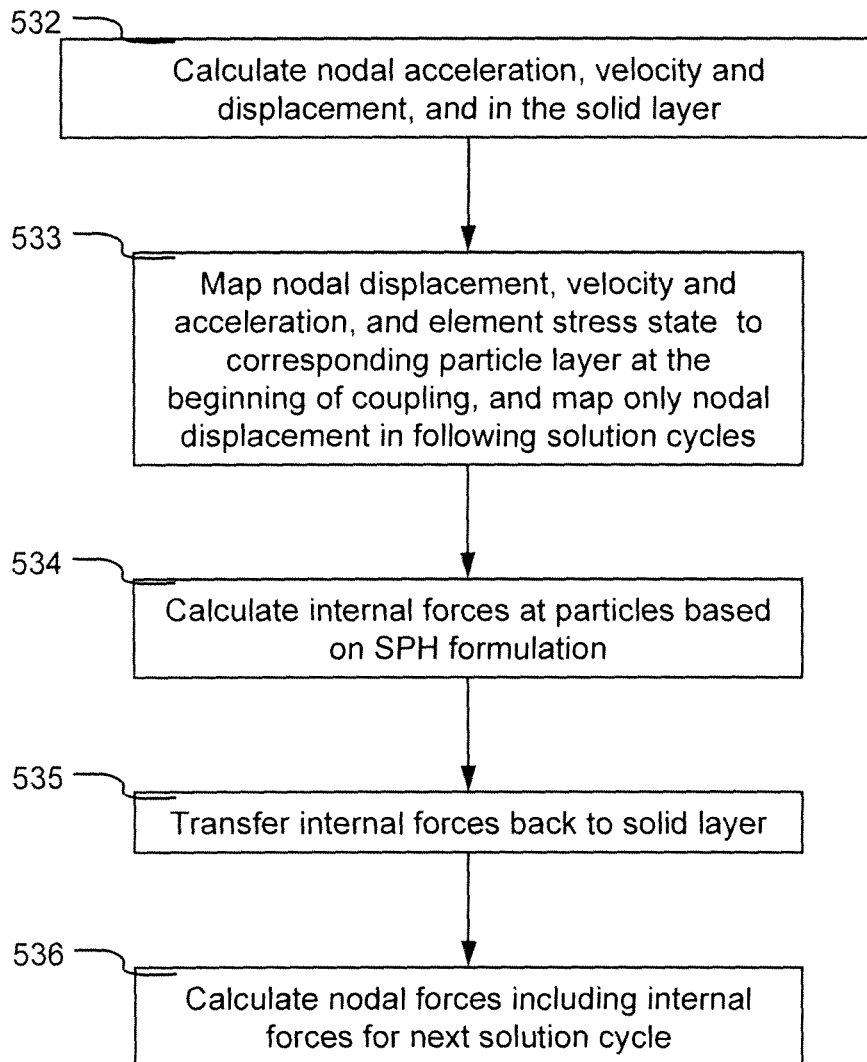 532
Calculate nodal acceleration, velocity and
displacement, and in the solid layer
533
Map nodal displacement, velocity and
acceleration, and element stress state to
corresponding particle layer at the
beginning of coupling, and map only nodal
displacement in following solution cycles
534
Calculate internal forces at particles based
on SPH formulation
535
Transfer internal forces back to solid layer
536
Calculate nodal forces including internal
forces for next solution cycle